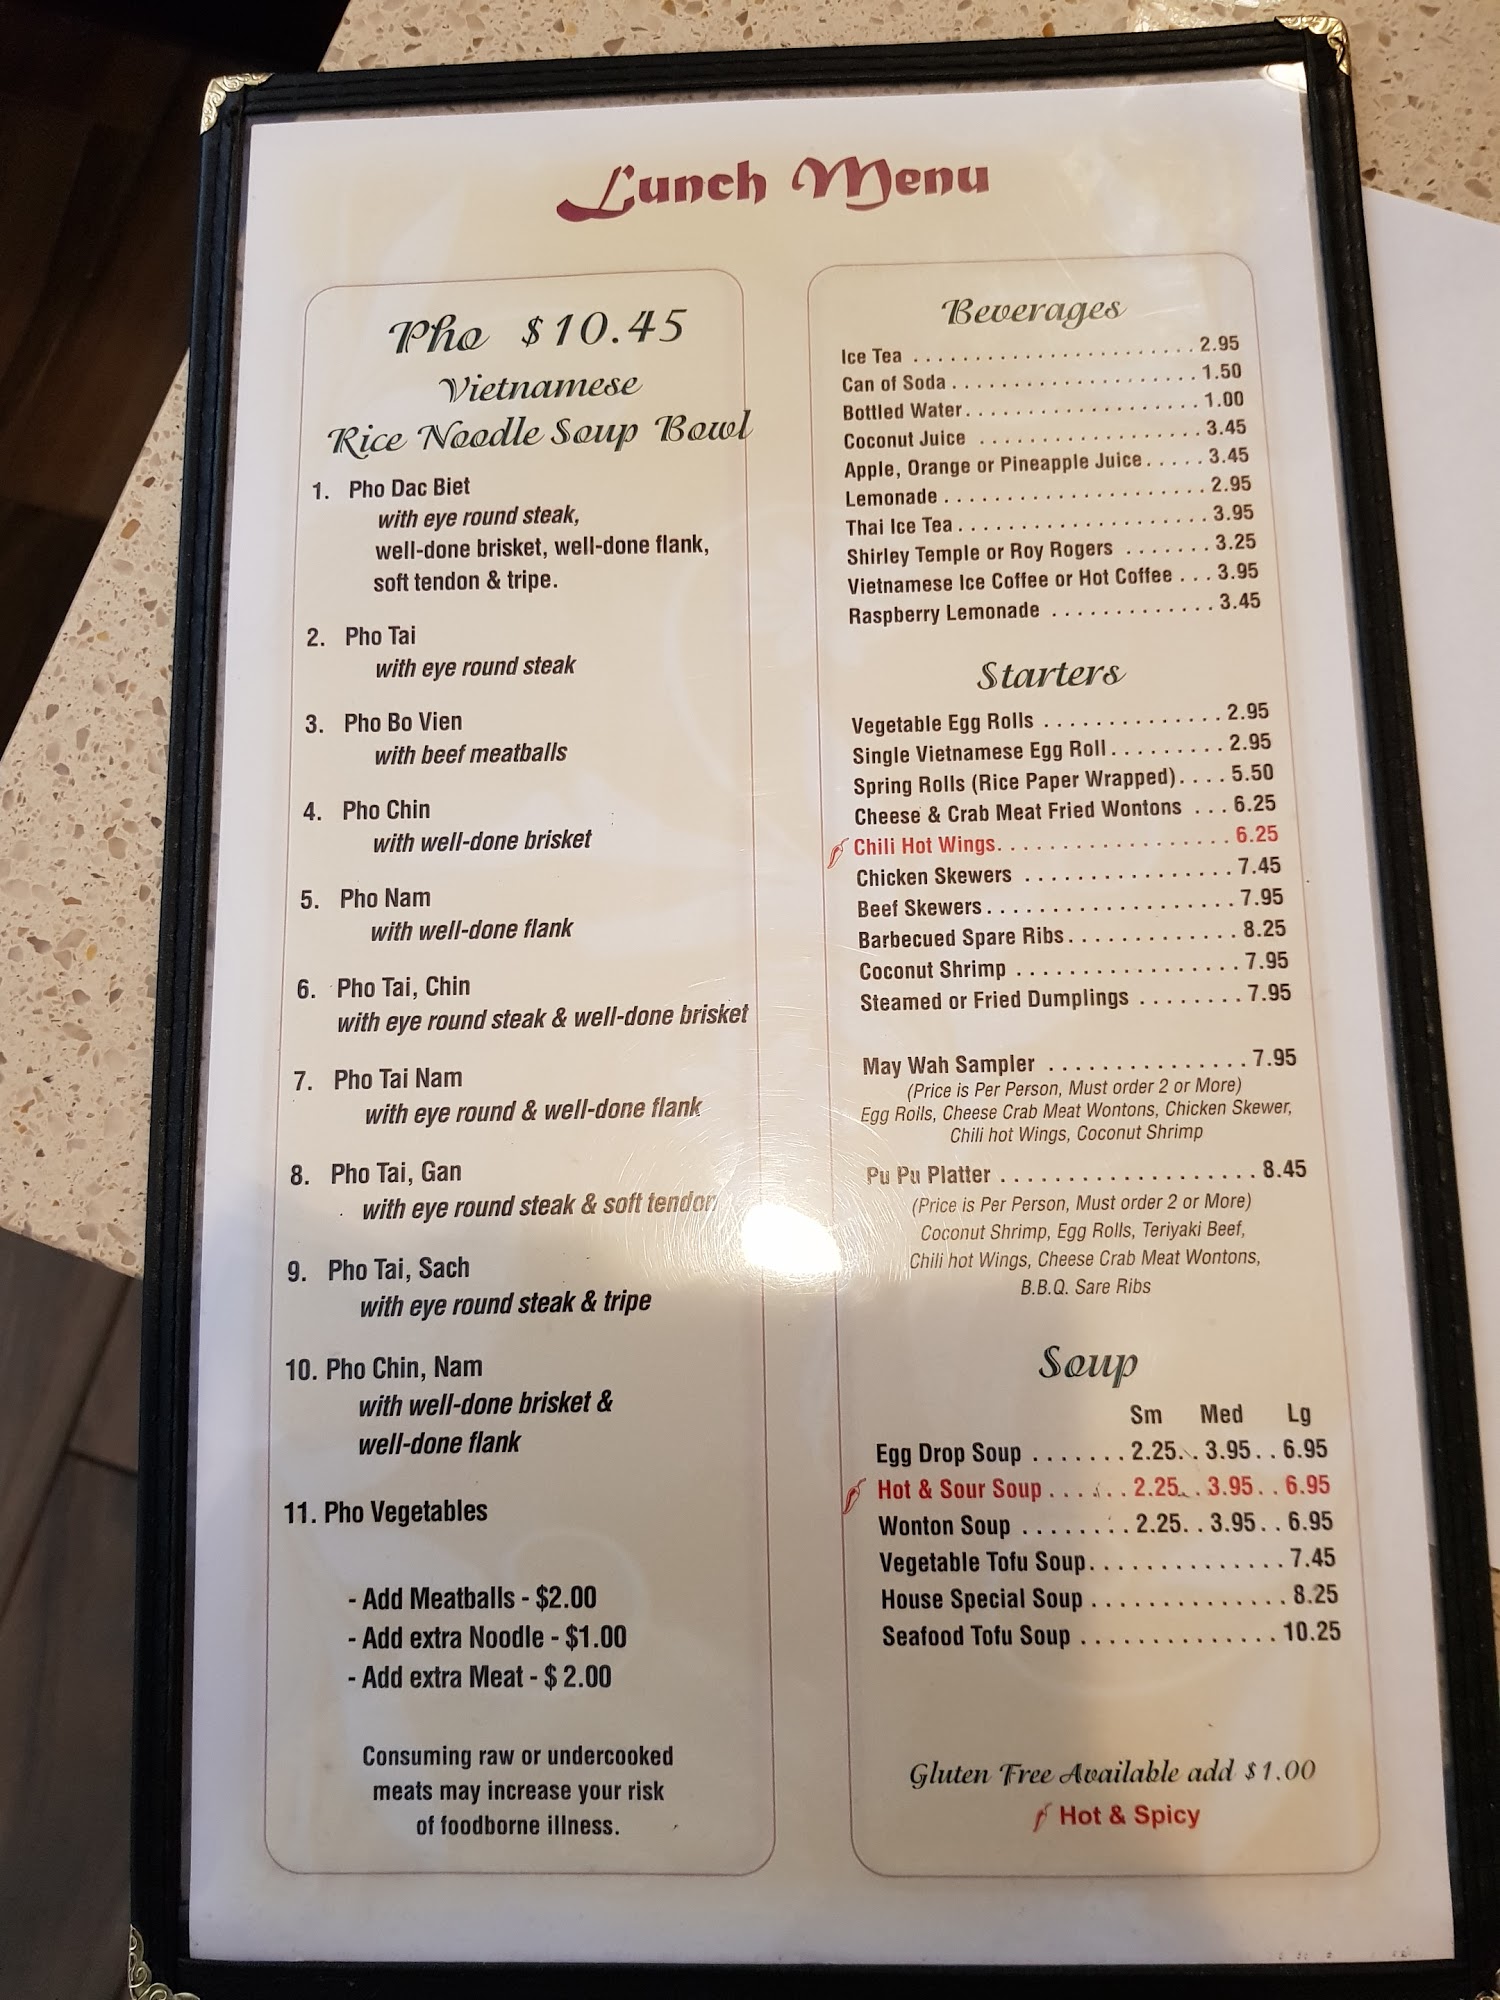 Lunch Menu
Pho $10.45
Vietnamese
Rice Noodle Soup Bowl
1. Pho Dac Biet
with eye round steak,
well-done brisket, well-done flank,
soft tendon & tripe.
2. Pho Tai
with eye round steak
3. Pho Bo Vien
with beef meatballs
4. Pho Chin
with well-done brisket
5. Pho Nam
with well-done flank
6. Pho Tai, Chin
with eye round steak & well-done brisket
7. Pho Tai Nam
with eye round & well-done flank
8. Pho Tai, Gan
with eye round steak & soft tendon
9. Pho Tai, Sach
with eye round steak & tripe
10. Pho Chin, Nam
with well-done brisket &
well-done flank
11. Pho Vegetables
- Add Meatballs - $2.00
- Add extra Noodle - $1.00
- Add extra Meat - $ 2.00
Consuming raw or undercooked
meats may increase your risk
of foodborne illness.
Beverages
Ice Tea . . . . . . . . . . . . . . . . . . . . . . . 2.95
Can of Soda . . . . . . . . . . . . . . . . . . . . 1.50
Bottled Water . . . . . . . . . . . . . . . . . . . 1.00
Coconut Juice . . . . . . . . . . . . . . . . . . 3.45
Apple, Orange or Pineapple Juice . . . . . 3.45
Lemonade . . . . . . . . . . . . . . . . . . . . . 2.95
Thai Ice Tea . . . . . . . . . . . . . . . . . . . . 3.95
Shirley Temple or Roy Rogers . . . . . . . 3.25
Vietnamese Ice Coffee or Hot Coffee . . . 3.95
Raspberry Lemonade . . . . . . . . . . . . . 3.45
Starters
Vegetable Egg Rolls . . . . . . . . . . . . . . 2.95
Single Vietnamese Egg Roll . . . . . . . . . 2.95
Spring Rolls (Rice Paper Wrapped) . . . . 5.50
Cheese & Crab Meat Fried Wontons . . . 6.25
Chili Hot Wings . . . . . . . . . . . . . . . . . . 6.25
Chicken Skewers . . . . . . . . . . . . . . . . 7.45
Beef Skewers . . . . . . . . . . . . . . . . . . . 7.95
Barbecued Spare Ribs . . . . . . . . . . . . . 8.25
Coconut Shrimp . . . . . . . . . . . . . . . . . 7.95
Steamed or Fried Dumplings . . . . . . . . 7.95
May Wah Sampler . . . . . . . . . . . . . . . 7.95
(Price is Per Person, Must order 2 or More)
Egg Rolls, Cheese Crab Meat Wontons, Chicken Skewer,
Chili hot Wings, Coconut Shrimp
Pu Pu Platter . . . . . . . . . . . . . . . . . . . 8.45
(Price is Per Person, Must order 2 or More)
Coconut Shrimp, Egg Rolls, Teriyaki Beef,
Chili hot Wings, Cheese Crab Meat Wontons,
B.B.Q. Sare Ribs
Soup
Sm Med Lg
Egg Drop Soup . . . . . . . 2.25 . . 3.95 . . 6.95
Hot & Sour Soup . . . . . . 2.25 . . 3.95 . . 6.95
Wonton Soup . . . . . . . . 2.25 . . 3.95 . . 6.95
Vegetable Tofu Soup . . . . . . . . . . . . . . . 7.45
House Special Soup . . . . . . . . . . . . . . 8.25
Seafood Tofu Soup . . . . . . . . . . . . . . 10.25
Gluten Free Available add $1.00
Hot & Spicy